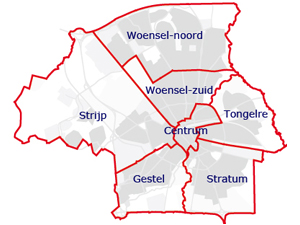 Woensel-noord
Woensel-zuid
Strijp
Tongelre
Centrum
Gestel
Stratum